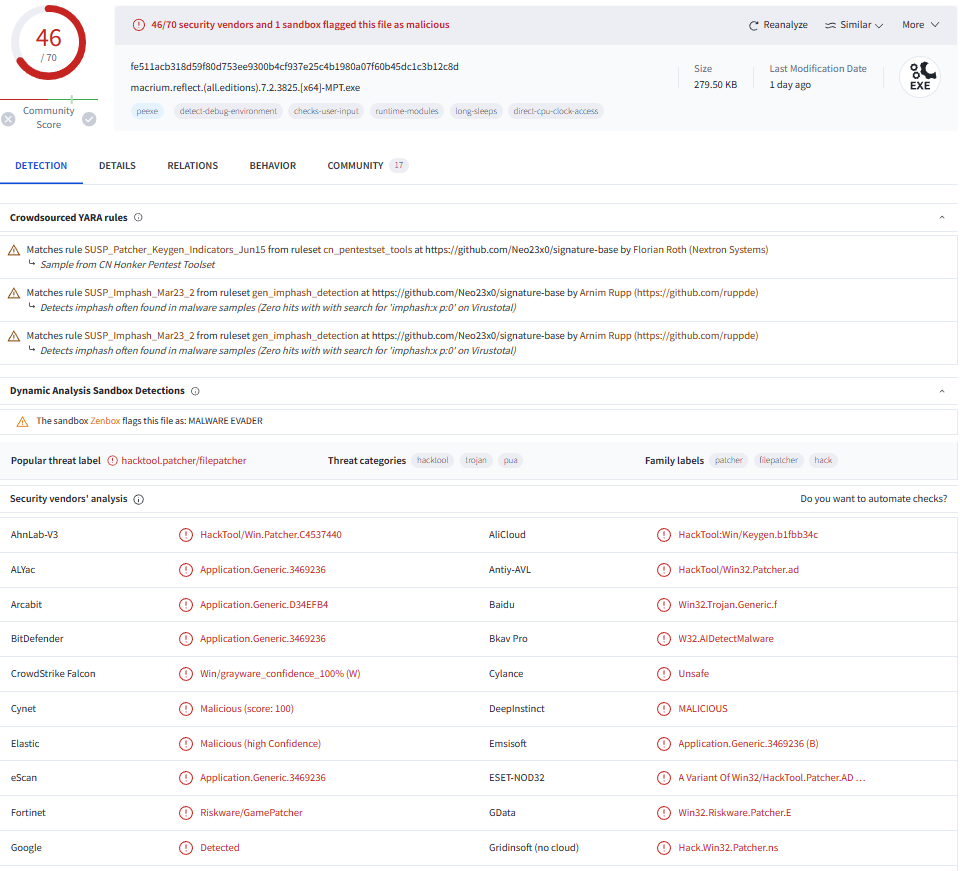 46
/ 70
Community
Score
46/70 security vendors and 1 sandbox flagged this file as malicious
Reanalyze
Similar
More
fe511acb318d59f80d753ee9300b4cf937e25c4b1980a07f60b45dc1c3b12c8d
macrium.reflect.(all.editions).7.2.3825.[x64]-MPT.exe
Size
279.50 KB
Last Modification Date
1 day ago
EXE
peexe detect-debug-environment checks-user-input runtime-modules long-sleeps direct-cpu-clock-access
DETECTION DETAILS RELATIONS BEHAVIOR COMMUNITY 17
Crowdsourced YARA rules
Matches rule SUSP_Patcher_Keygen_Indicators_Jun15 from ruleset cn_pentestset_tools at https://github.com/Neo23x0/signature-base by Florian Roth (Nextron Systems)
Sample from CN Honker Pentest Toolset
Matches rule SUSP_Imphash_Mar23_2 from ruleset gen_imphash_detection at https://github.com/Neo23x0/signature-base by Arnim Rupp (https://github.com/ruppde)
Detects imphash often found in malware samples (Zero hits with with search for 'imphash:x p:0' on Virustotal)
Matches rule SUSP_Imphash_Mar23_2 from ruleset gen_imphash_detection at https://github.com/Neo23x0/signature-base by Arnim Rupp (https://github.com/ruppde)
Detects imphash often found in malware samples (Zero hits with with search for 'imphash:x p:0' on Virustotal)
Dynamic Analysis Sandbox Detections
The sandbox Zenbox flags this file as: MALWARE EVADER
Popular threat label hacktool.patcher/filepatcher Threat categories hacktool trojan pua Family labels patcher filepatcher hack
Security vendors' analysis Do you want to automate checks?
AhnLab-V3 HackTool/Win.Patcher.C4537440 AliCloud HackTool:Win/Keygen.b1fbb34c
ALYac Application.Generic.3469236 Antiy-AVL HackTool/Win32.Patcher.ad
Arcabit Application.Generic.D34EFB4 Baidu Win32.Trojan.Generic.f
BitDefender Application.Generic.3469236 Bkav Pro W32.AIDetectMalware
CrowdStrike Falcon Win/grayware_confidence_100% (W) Cylance Unsafe
Cynet Malicious (score: 100) DeepInstinct MALICIOUS
Elastic Malicious (high Confidence) Emsisoft Application.Generic.3469236 (B)
eScan Application.Generic.3469236 ESET-NOD32 A Variant Of Win32/HackTool.Patcher.AD …
Fortinet Riskware/GamePatcher GData Win32.Riskware.Patcher.E
Google Detected Gridinsoft (no cloud) Hack.Win32.Patcher.ns